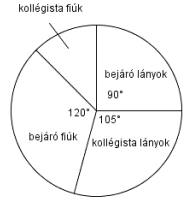 kollégista fiúk
bejáró lányok
90°
120°
105°
bejáró fiúk
kollégista lányok